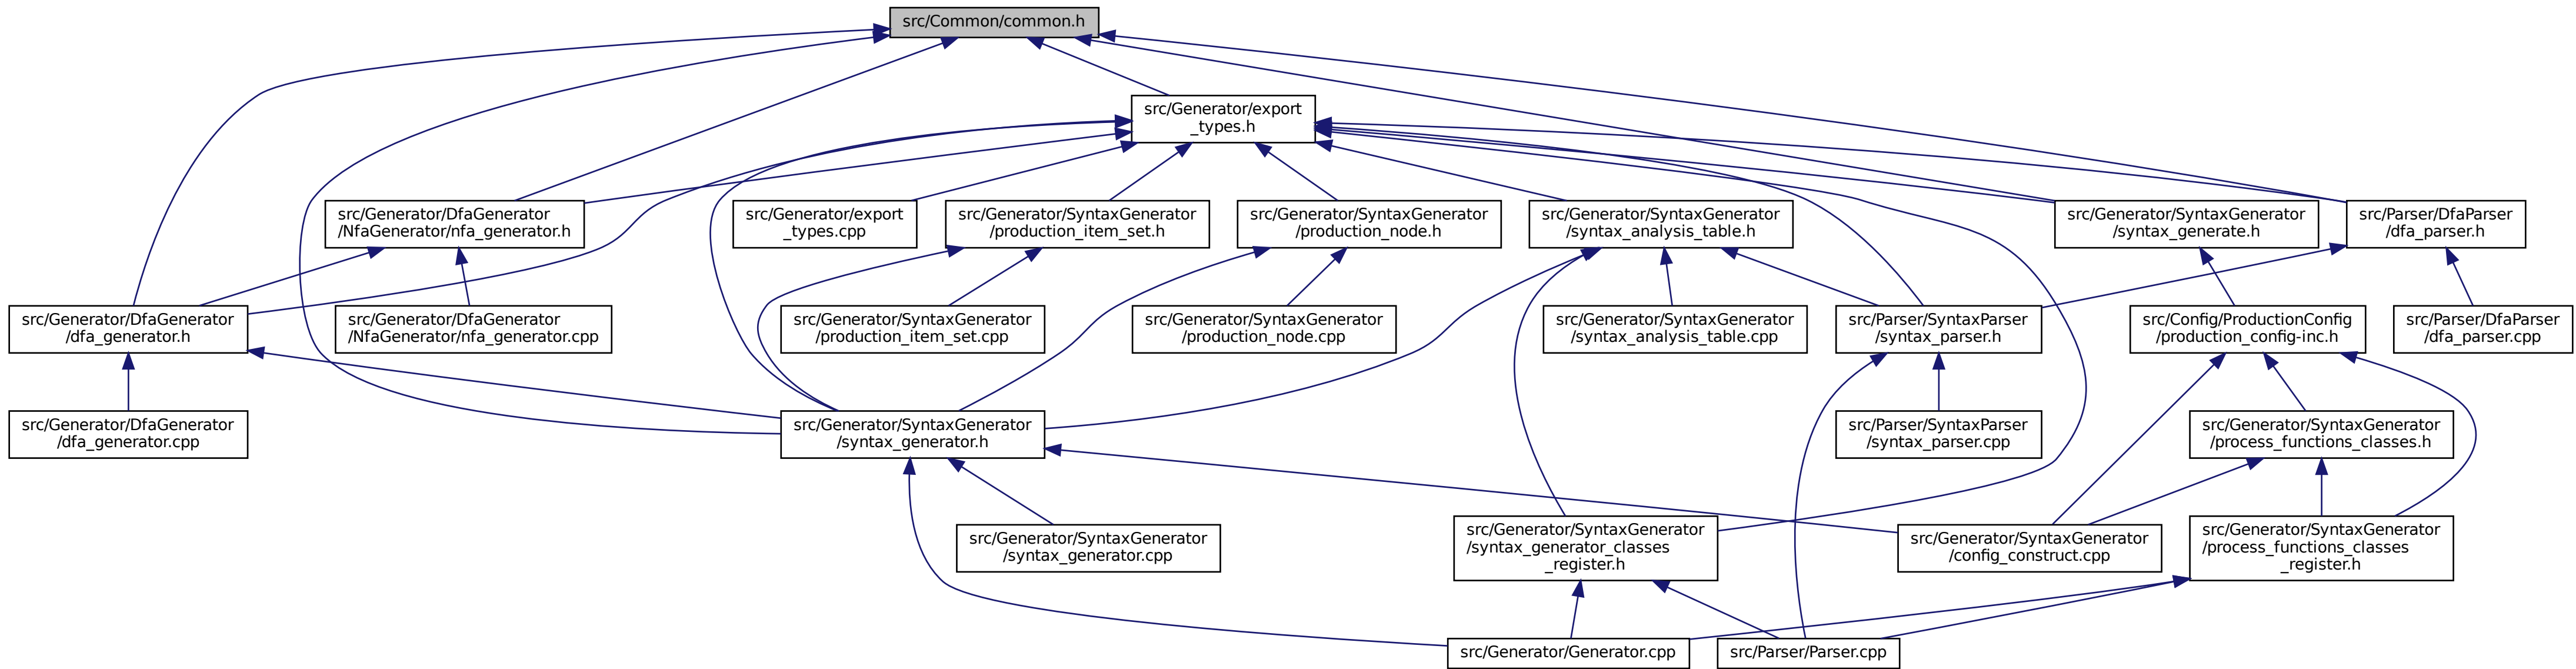 src/Common/common.h
src/Generator/export
_types.h
src/Generator/DfaGenerator
/NfaGenerator/nfa_generator.h
src/Generator/export
_types.cpp
src/Generator/SyntaxGenerator
/production_item_set.h
src/Generator/SyntaxGenerator
/production_node.h
src/Generator/SyntaxGenerator
/syntax_analysis_table.h
src/Generator/SyntaxGenerator
/syntax_generate.h
src/Parser/DfaParser
/dfa_parser.h
src/Generator/DfaGenerator
/dfa_generator.h
src/Generator/DfaGenerator
/NfaGenerator/nfa_generator.cpp
src/Generator/SyntaxGenerator
/production_item_set.cpp
src/Generator/SyntaxGenerator
/production_node.cpp
src/Generator/SyntaxGenerator
/syntax_analysis_table.cpp
src/Parser/SyntaxParser
/syntax_parser.h
src/Config/ProductionConfig
/production_config-inc.h
src/Parser/DfaParser
/dfa_parser.cpp
src/Generator/DfaGenerator
/dfa_generator.cpp
src/Generator/SyntaxGenerator
/syntax_generator.h
src/Parser/SyntaxParser
/syntax_parser.cpp
src/Generator/SyntaxGenerator
/process_functions_classes.h
src/Generator/SyntaxGenerator
/syntax_generator.cpp
src/Generator/SyntaxGenerator
/syntax_generator_classes
_register.h
src/Generator/SyntaxGenerator
/config_construct.cpp
src/Generator/SyntaxGenerator
/process_functions_classes
_register.h
src/Generator/Generator.cpp
src/Parser/Parser.cpp